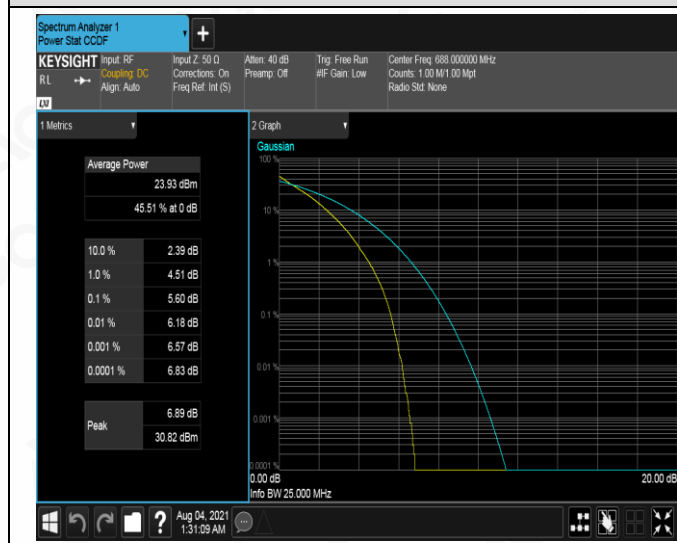 Spectrum Analyzer 1
Power Stat CCDF
+
KEYSIGHT
RL
LXI
Input: RF
Coupling: DC
Align: Auto
Input Z: 50 Ω
Corrections: On
Freq Ref: Int (S)
Atten: 40 dB
Preamp: Off
Trig: Free Run
#IF Gain: Low
Center Freq: 688.000000 MHz
Counts: 1.00 M/1.00 Mpt
Radio Std: None
1 Metrics
Average Power
23.93 dBm
45.51 % at 0 dB
10.0 % 2.39 dB
1.0 % 4.51 dB
0.1 % 5.60 dB
0.01 % 6.18 dB
0.001 % 6.57 dB
0.0001 % 6.83 dB
Peak
6.89 dB
30.82 dBm
2 Graph
Gaussian
100 %
10 %
1 %
0.1 %
0.01 %
0.001 %
0.0001 %
0.00 dB 20.00 dB
Info BW 25.000 MHz
?
Aug 04, 2021
1:31:09 AM